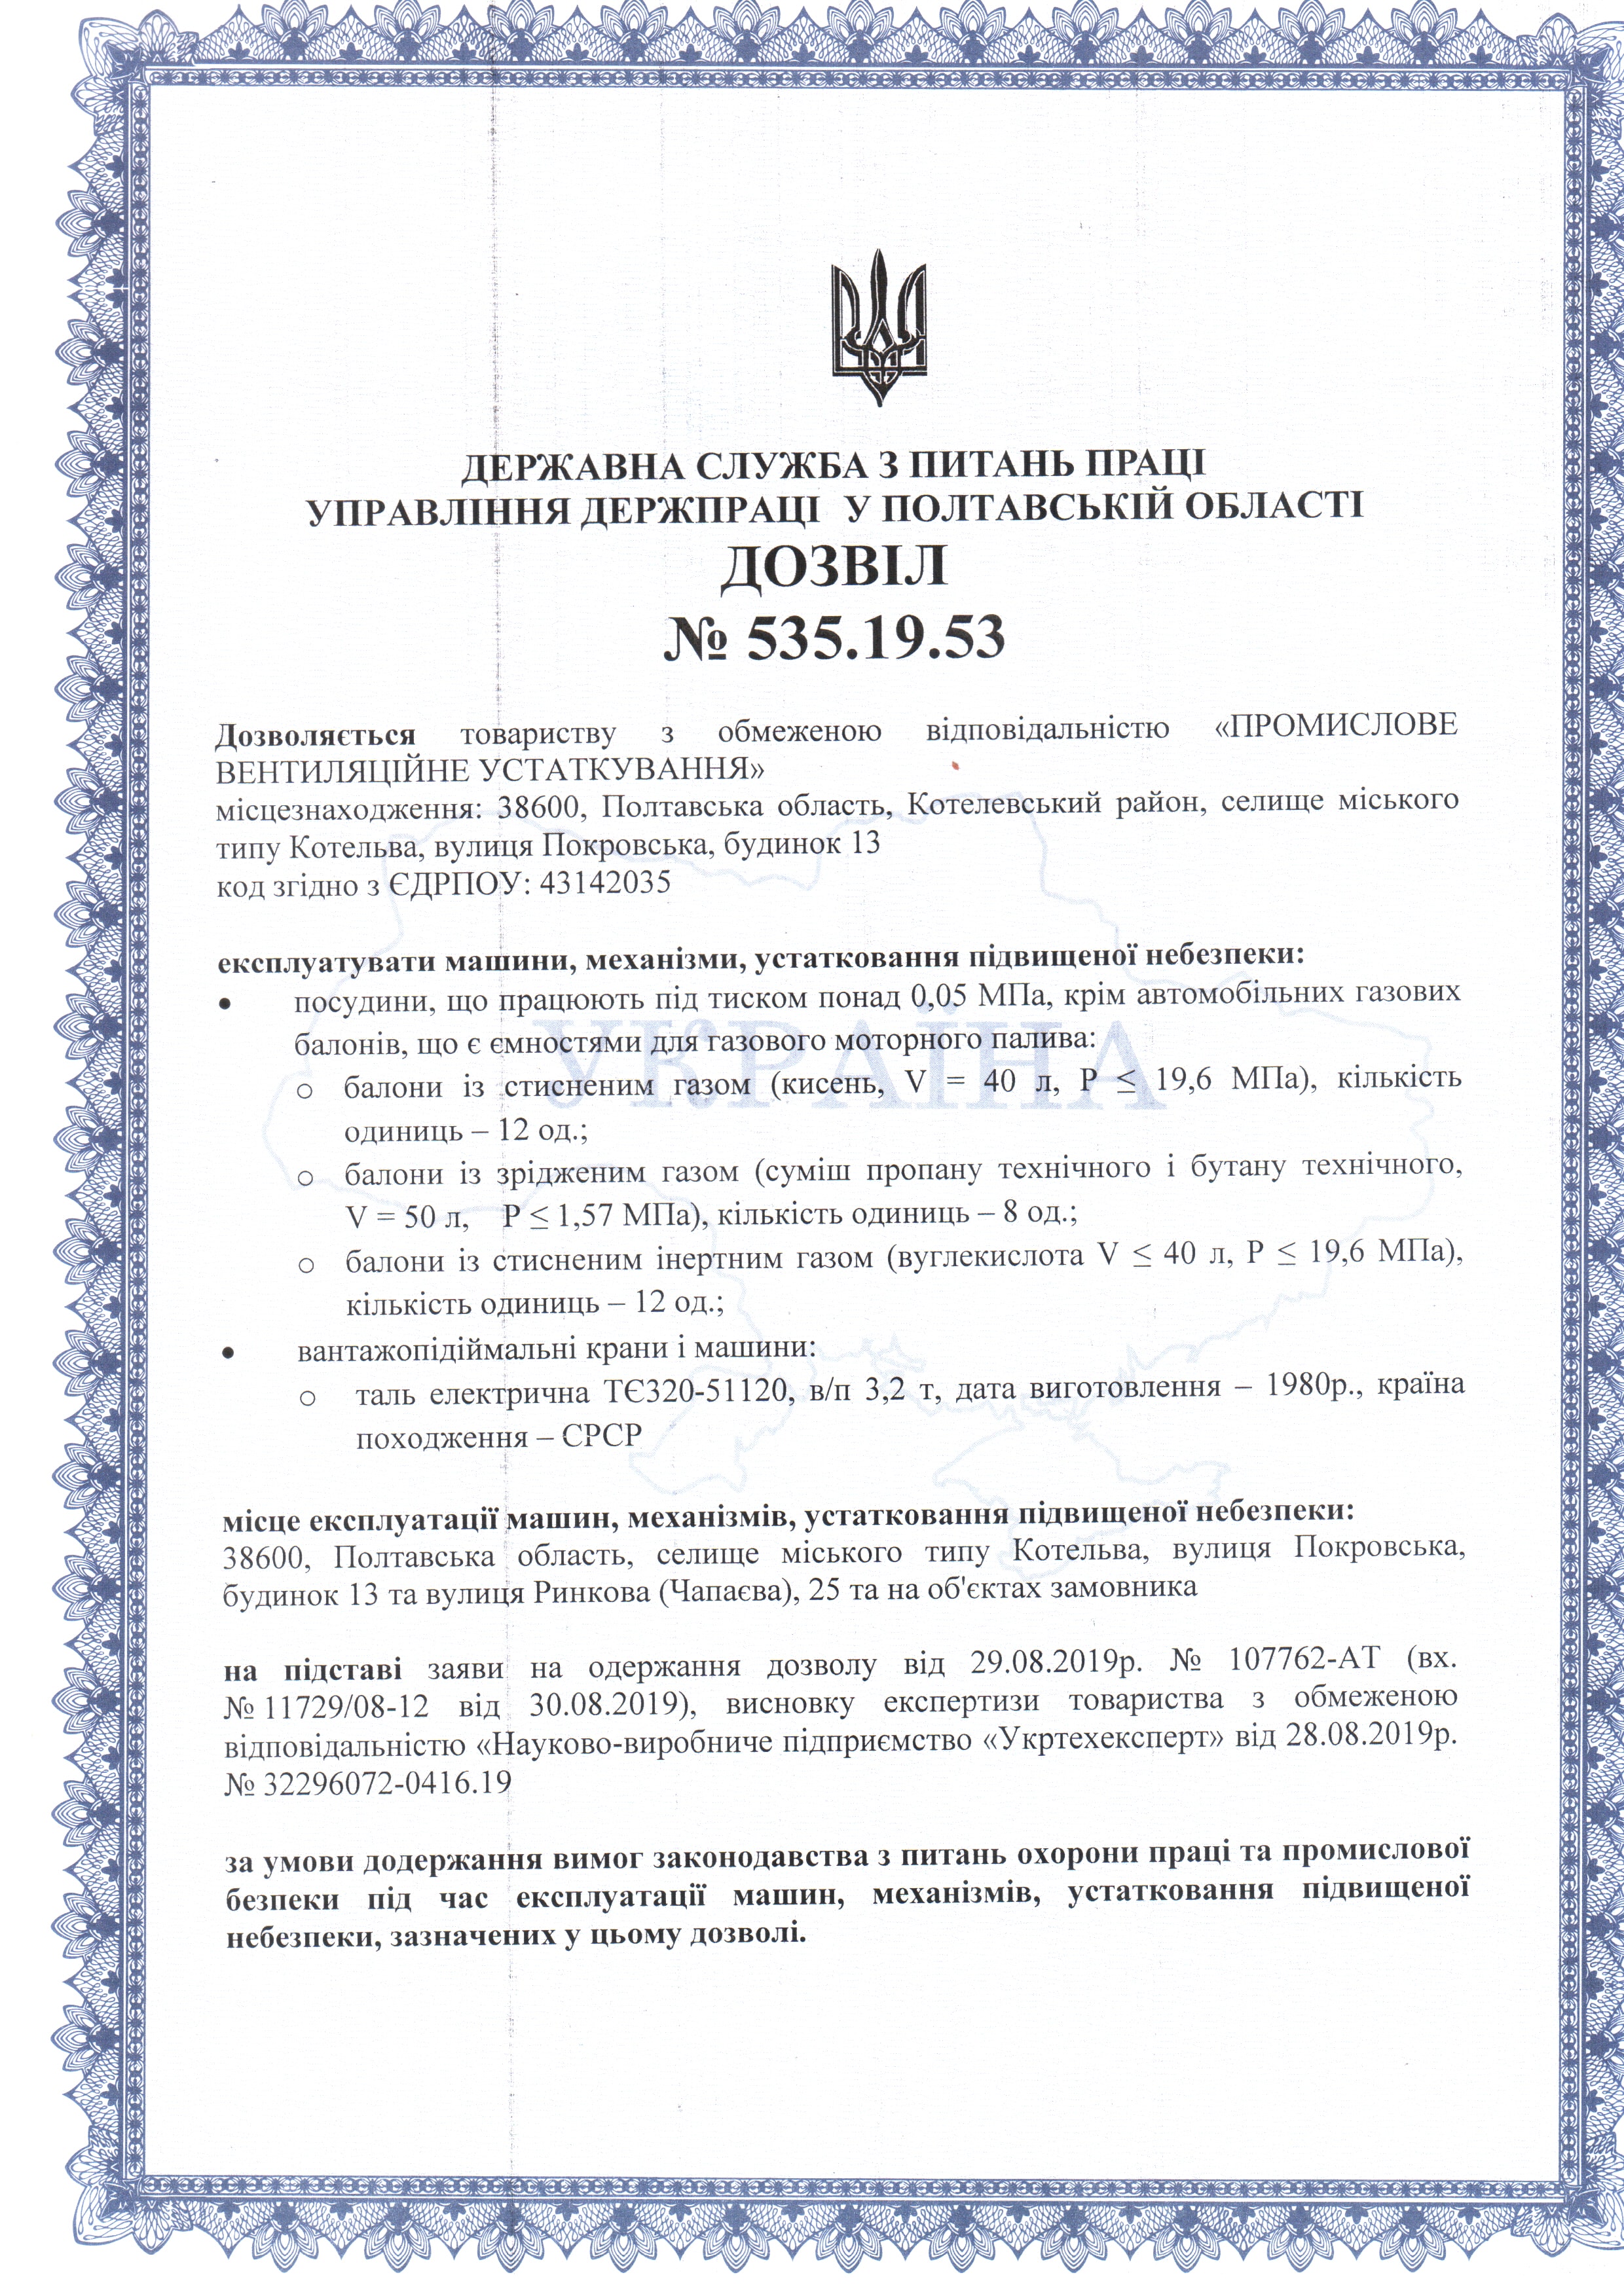 ДЕРЖАВНА СЛУЖБА З ПИТАНЬ ПРАЦІ
УПРАВЛІННЯ ДЕРЖПРАЦІ У ПОЛТАВСЬКІЙ ОБЛАСТІ
ДОЗВІЛ
№ 535.19.53
Дозволяється товариству з обмеженою відповідальністю «ПРОМИСЛОВЕ
ВЕНТИЛЯЦІЙНЕ УСТАТКУВАННЯ»
місцезнаходження: 38600, Полтавська область, Котелевський район, селище міського
типу Котельва, вулиця Покровська, будинок 13
код згідно з ЄДРПОУ: 43142035
експлуатувати машини, механізми, устатковання підвищеної небезпеки:
• посудини, що працюють під тиском понад 0,05 МПа, крім автомобільних газових
балонів, що є ємностями для газового моторного палива:
УКРАЇНА
o балони із стисненим газом (кисень, V = 40 л, P ≤ 19,6 МПа), кількість
одиниць – 12 од.;
o балони із зрідженим газом (суміш пропану технічного і бутану технічного,
V = 50 л, P ≤ 1,57 МПа), кількість одиниць – 8 од.;
o балони із стисненим інертним газом (вуглекислота V ≤ 40 л, P ≤ 19,6 МПа),
кількість одиниць – 12 од.;
• вантажопідіймальні крани і машини:
o таль електрична ТЄ320-51120, в/п 3,2 т, дата виготовлення – 1980р., країна
походження – СРСР
місце експлуатації машин, механізмів, устатковання підвищеної небезпеки:
38600, Полтавська область, селище міського типу Котельва, вулиця Покровська,
будинок 13 та вулиця Ринкова (Чапаєва), 25 та на об'єктах замовника
на підставі заяви на одержання дозволу від 29.08.2019р. № 107762-АТ (вх.
№ 11729/08-12 від 30.08.2019), висновку експертизи товариства з обмеженою
відповідальністю «Науково-виробниче підприємство «Укртехексперт» від 28.08.2019р.
№ 32296072-0416.19
за умови додержання вимог законодавства з питань охорони праці та промислової
безпеки під час експлуатації машин, механізмів, устатковання підвищеної
небезпеки, зазначених у цьому дозволі.